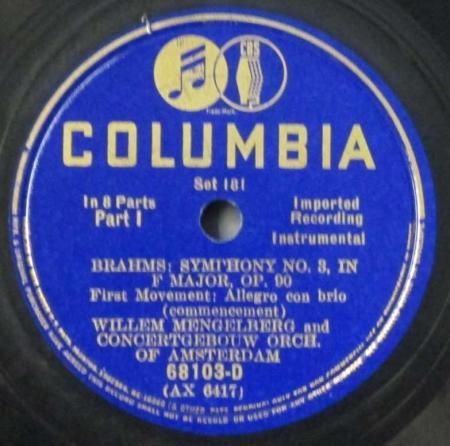 CBS
Trade Mark
COLUMBIA
Set 181
In 8 Parts
Part I
Imported
Recording
Instrumental
BRAHMS: SYMPHONY NO. 3, IN
F MAJOR, OP. 90
First Movement: Allegro con brio
(commencement)
WILLEM MENGELBERG and
CONCERTGEBOUW ORCH.
OF AMSTERDAM
68103-D
(AX 6417)